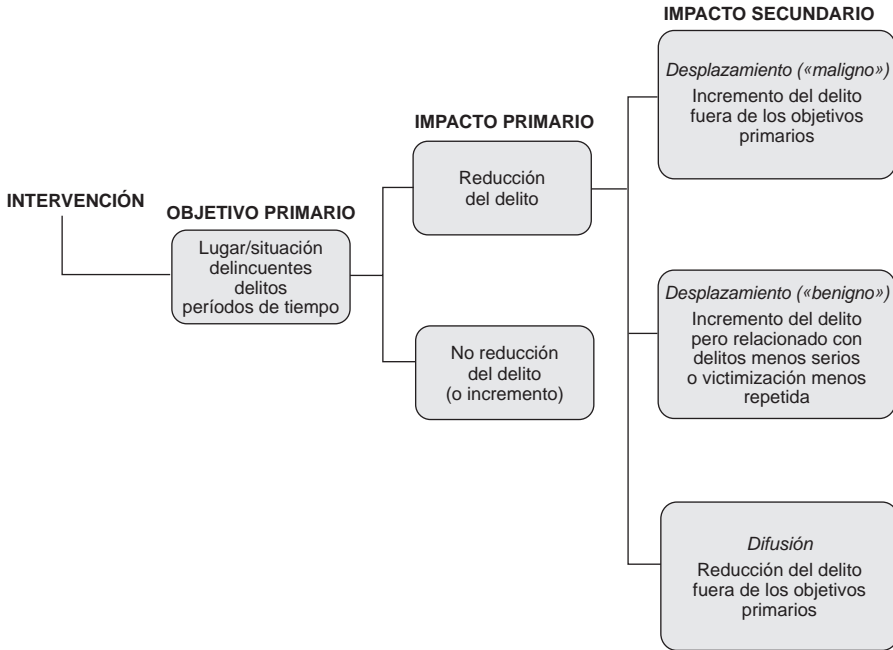 INTERVENCIÓN
OBJETIVO PRIMARIO
Lugar/situación
delincuentes
delitos
períodos de tiempo
IMPACTO PRIMARIO
Reducción
del delito
No reducción
del delito
(o incremento)
IMPACTO SECUNDARIO
Desplazamiento («maligno»)
Incremento del delito
fuera de los objetivos
primarios
Desplazamiento («benigno»)
Incremento del delito
pero relacionado con
delitos menos serios
o victimización menos
repetida
Difusión
Reducción del delito
fuera de los objetivos
primarios